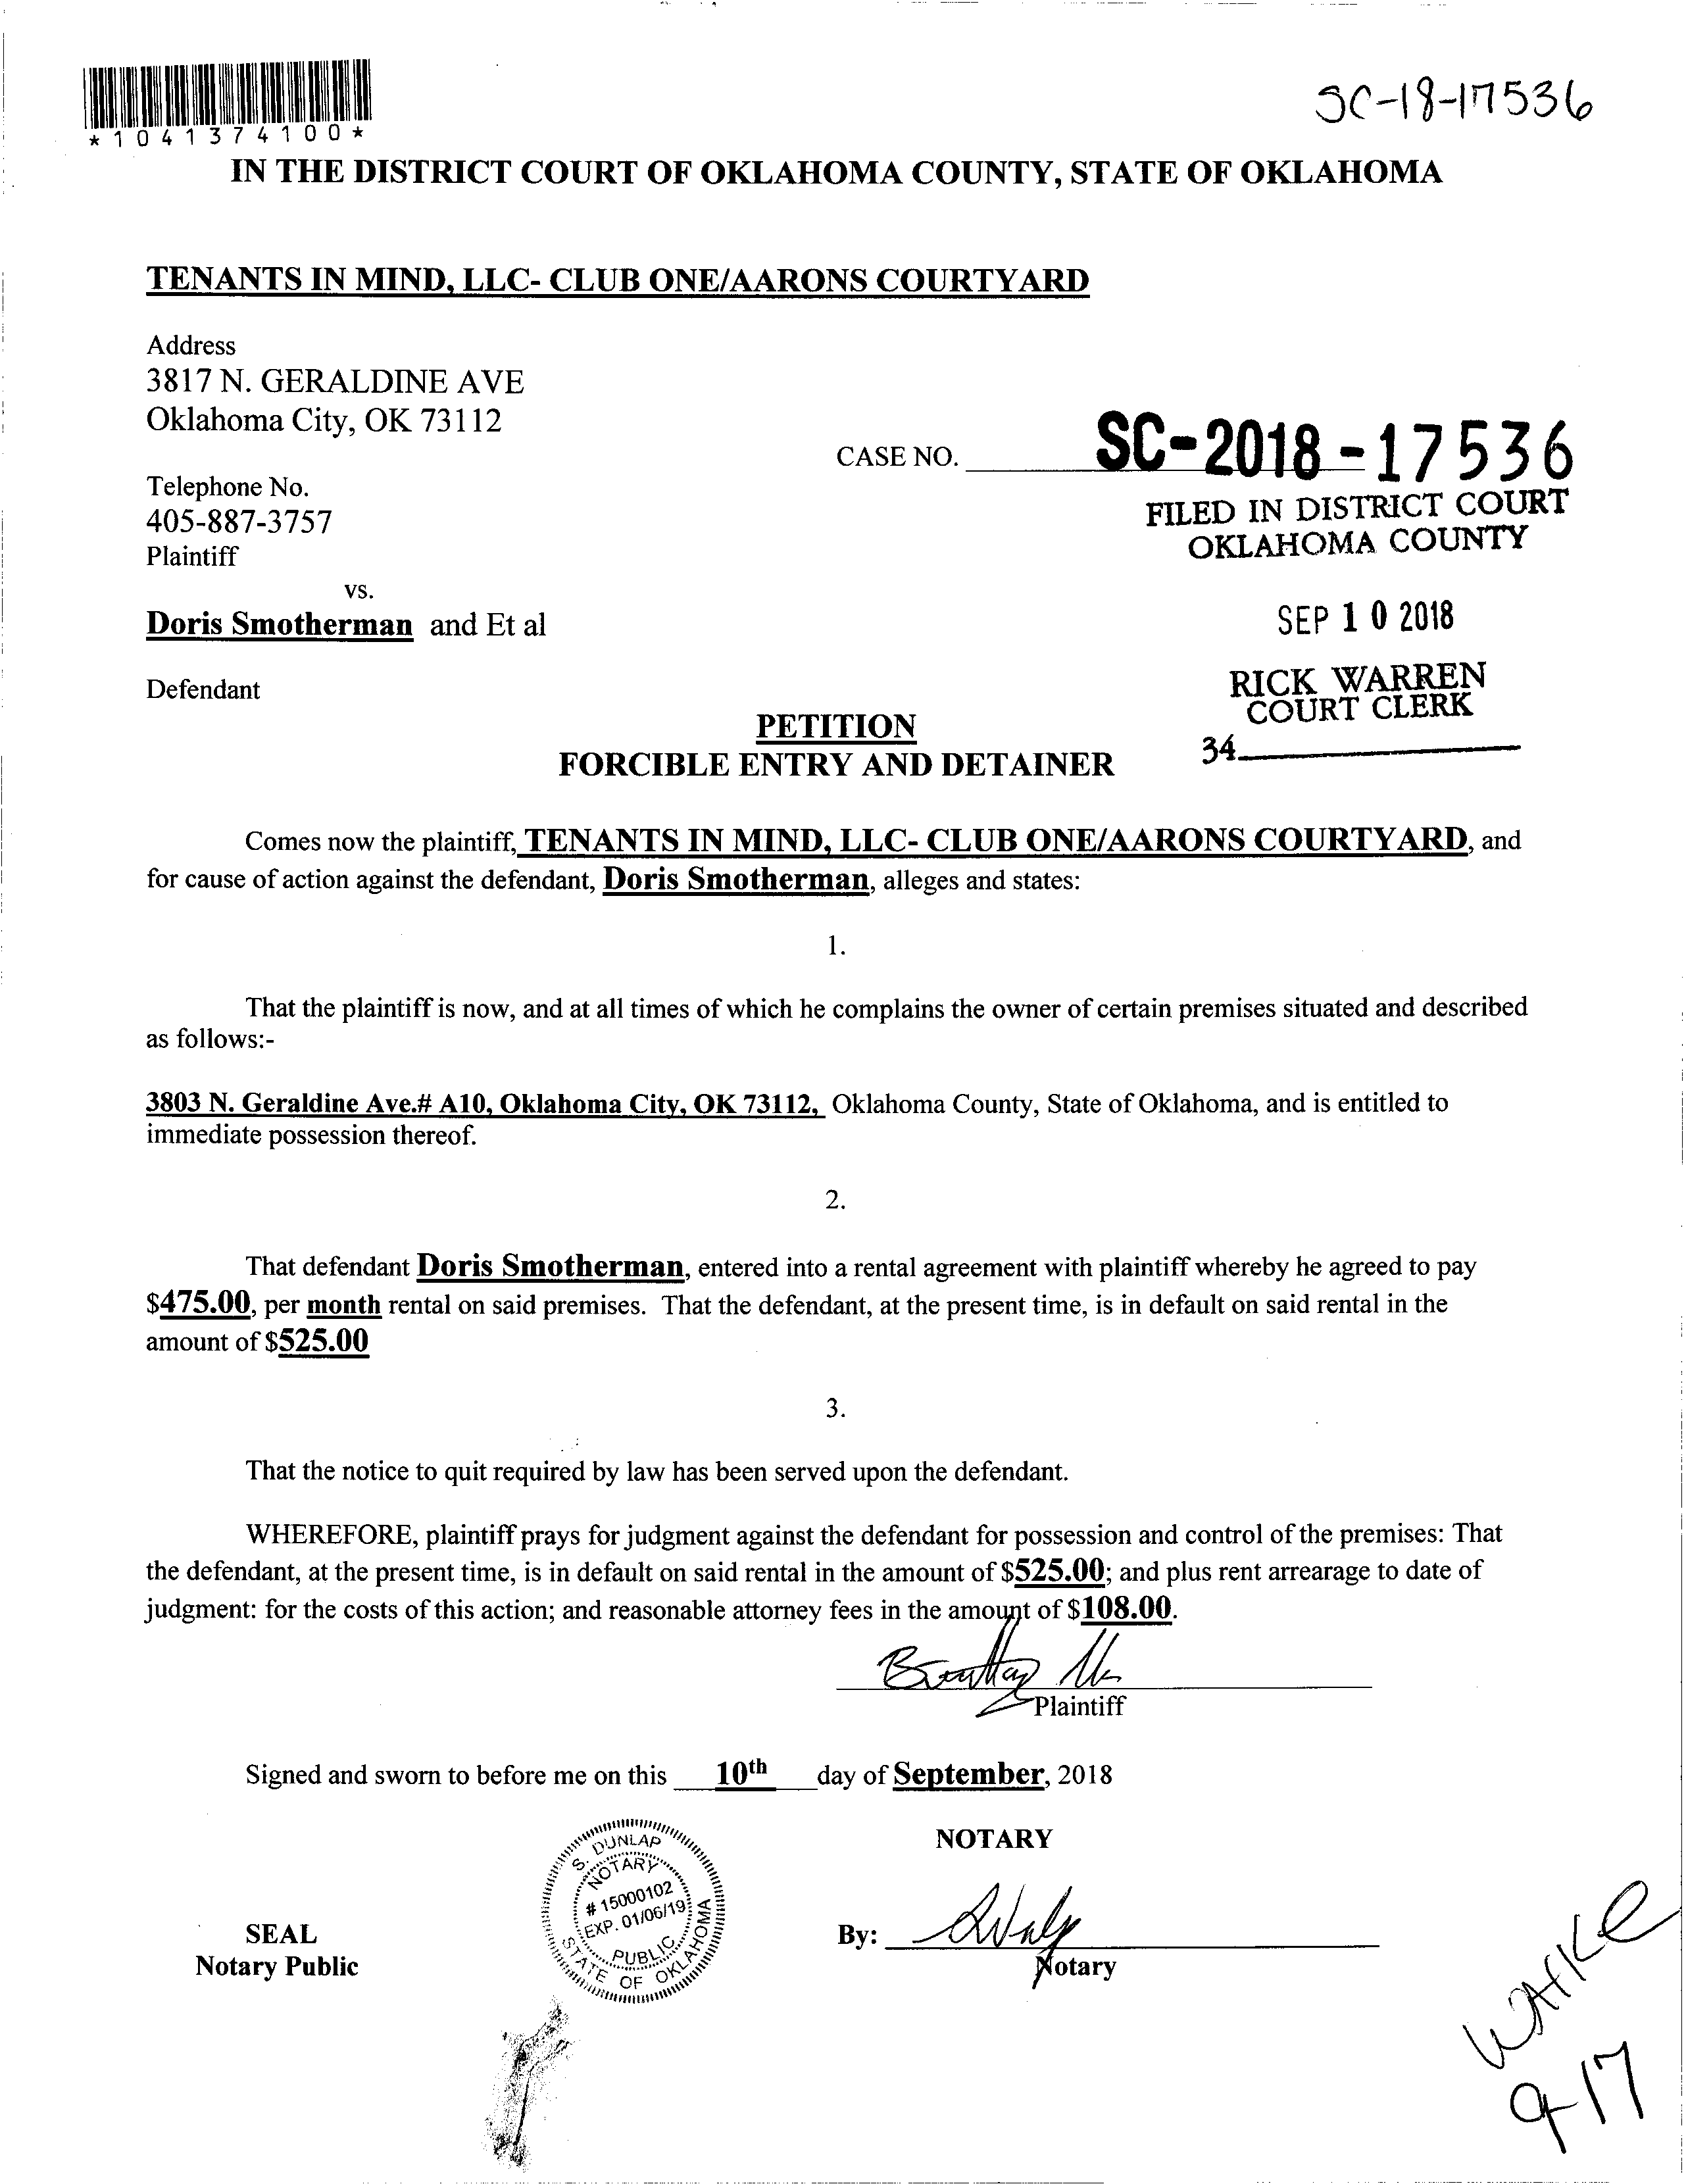 SC-18-17536
*1041374100*
IN THE DISTRICT COURT OF OKLAHOMA COUNTY, STATE OF OKLAHOMA
TENANTS IN MIND, LLC- CLUB ONE/AARONS COURTYARD
Address
3817 N. GERALDINE AVE
Oklahoma City, OK 73112
CASE NO. SC-2018-17536
Telephone No.
405-887-3757
Plaintiff
FILED IN DISTRICT COURT
OKLAHOMA COUNTY
vs.
Doris Smotherman and Et al
SEP 10 2018
Defendant
RICK WARREN
COURT CLERK
34
PETITION
FORCIBLE ENTRY AND DETAINER
Comes now the plaintiff, TENANTS IN MIND, LLC- CLUB ONE/AARONS COURTYARD, and
for cause of action against the defendant, Doris Smotherman, alleges and states:
1.
That the plaintiff is now, and at all times of which he complains the owner of certain premises situated and described
as follows:-
3803 N. Geraldine Ave.# A10, Oklahoma City, OK 73112, Oklahoma County, State of Oklahoma, and is entitled to
immediate possession thereof.
2.
That defendant Doris Smotherman, entered into a rental agreement with plaintiff whereby he agreed to pay
$475.00, per month rental on said premises. That the defendant, at the present time, is in default on said rental in the
amount of $525.00
3.
That the notice to quit required by law has been served upon the defendant.
WHEREFORE, plaintiff prays for judgment against the defendant for possession and control of the premises: That
the defendant, at the present time, is in default on said rental in the amount of $525.00; and plus rent arrearage to date of
judgment: for the costs of this action; and reasonable attorney fees in the amount of $108.00.
Plaintiff
Signed and sworn to before me on this 10th day of September, 2018
NOTARY
S. DUNLAP
NOTARY
# 15000102
EXP. 01/06/19
PUBLIC
STATE OF OKLAHOMA
SEAL
Notary Public
By:
Notary
9-17